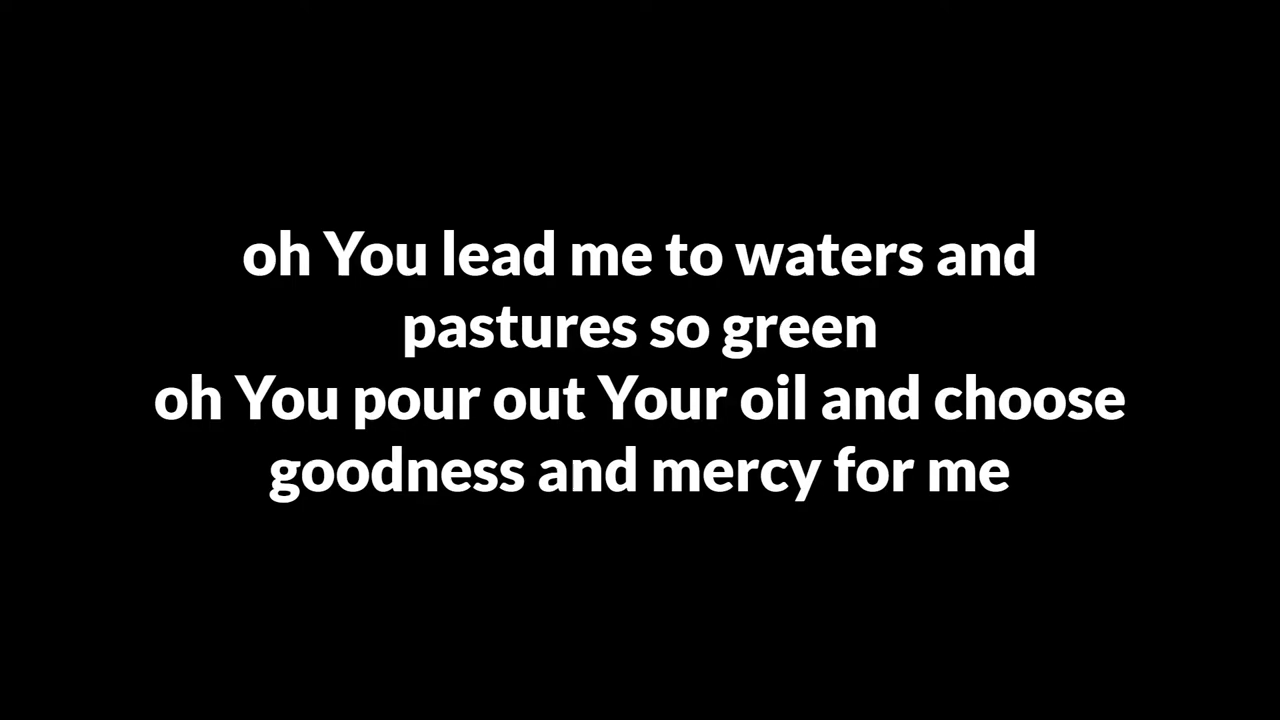 oh You lead me to waters and
pastures so green
oh You pour out Your oil and choose
goodness and mercy for me